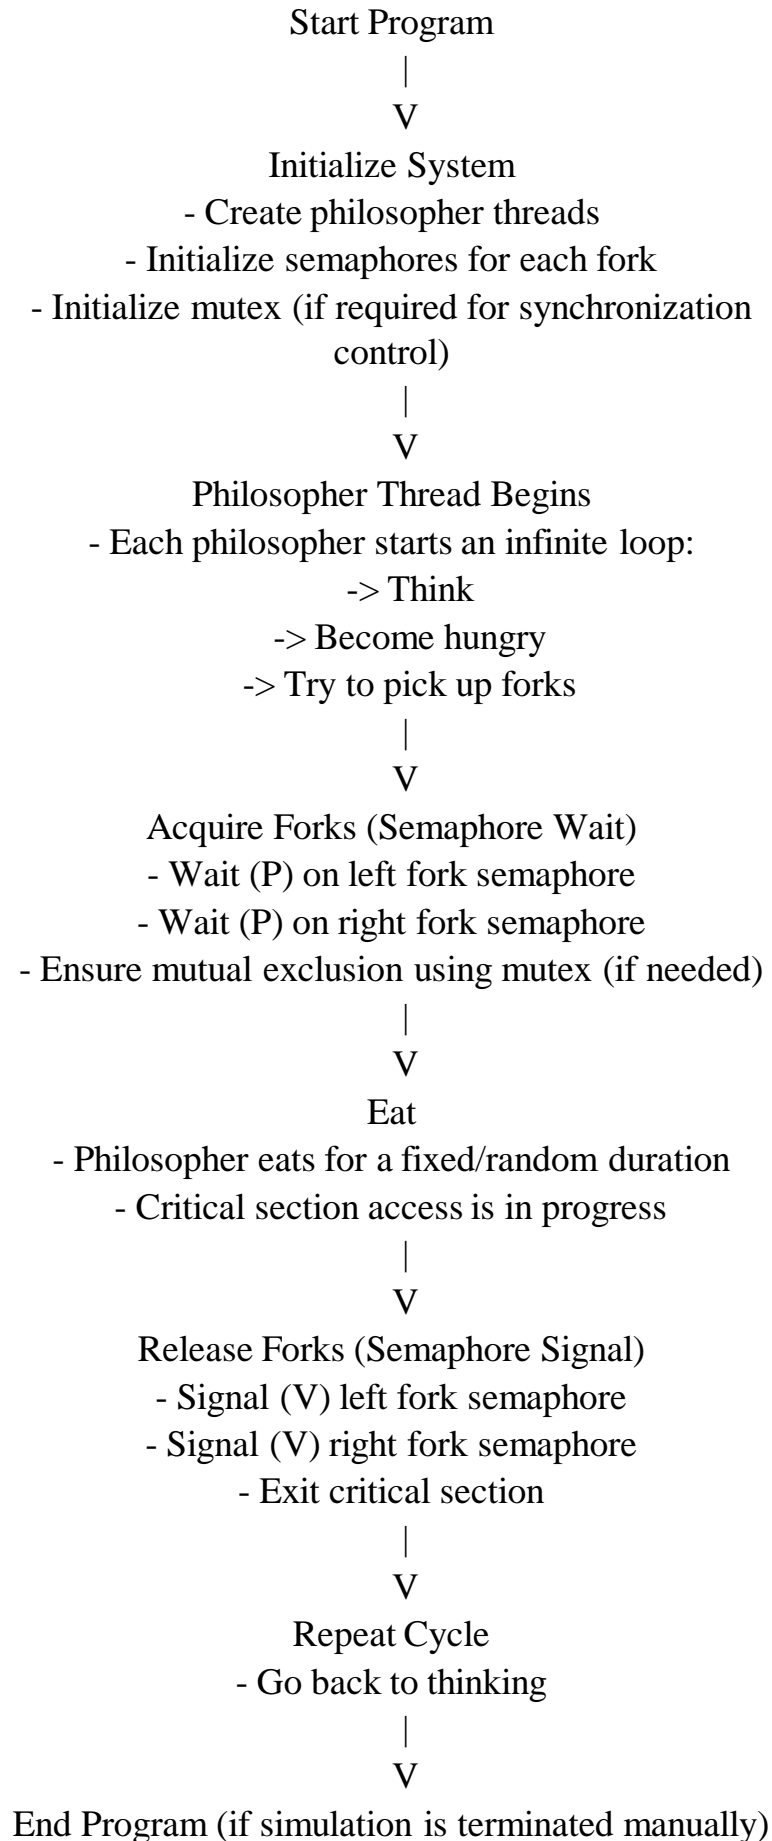 Start Program
|
V
Initialize System
- Create philosopher threads
- Initialize semaphores for each fork
- Initialize mutex (if required for synchronization
control)
|
V
Philosopher Thread Begins
- Each philosopher starts an infinite loop:
-> Think
-> Become hungry
-> Try to pick up forks
|
V
Acquire Forks (Semaphore Wait)
- Wait (P) on left fork semaphore
- Wait (P) on right fork semaphore
- Ensure mutual exclusion using mutex (if needed)
|
V
Eat
- Philosopher eats for a fixed/random duration
- Critical section access is in progress
|
V
Release Forks (Semaphore Signal)
- Signal (V) left fork semaphore
- Signal (V) right fork semaphore
- Exit critical section
|
V
Repeat Cycle
- Go back to thinking
|
V
End Program (if simulation is terminated manually)